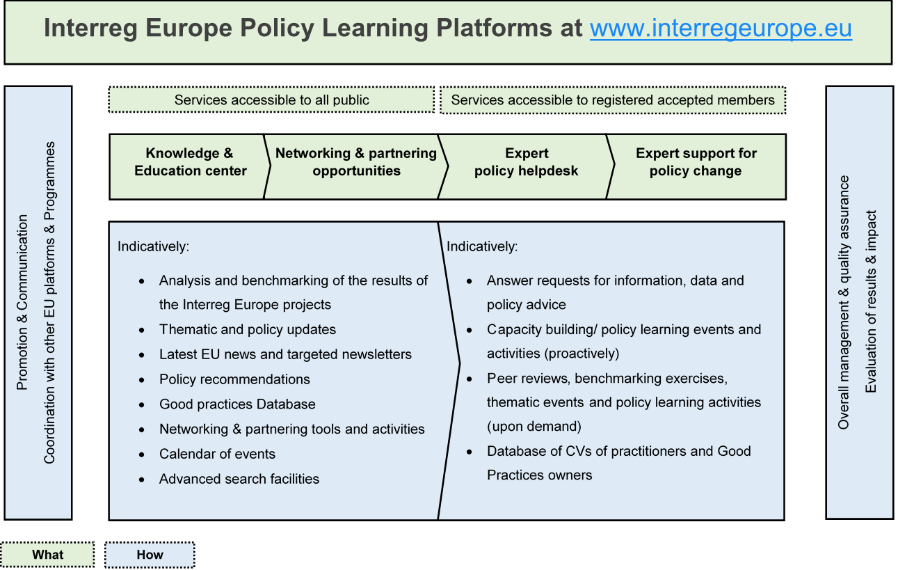 Interreg Europe Policy Learning Platforms at www.interregeurope.eu
Services accessible to all public
Services accessible to registered accepted members
Promotion & Communication
Coordination with other EU platforms & Programmes
Knowledge &
Education center
Networking & partnering
opportunities
Expert
policy helpdesk
Expert support for
policy change
Indicatively:
• Analysis and benchmarking of the results of
the Interreg Europe projects
• Thematic and policy updates
• Latest EU news and targeted newsletters
• Policy recommendations
• Good practices Database
• Networking & partnering tools and activities
• Calendar of events
• Advanced search facilities
Indicatively:
• Answer requests for information, data and
policy advice
• Capacity building/ policy learning events and
activities (proactively)
• Peer reviews, benchmarking exercises,
thematic events and policy learning activities
(upon demand)
• Database of CVs of practitioners and Good
Practices owners
Overall management & quality assurance
Evaluation of results & impact
What
How